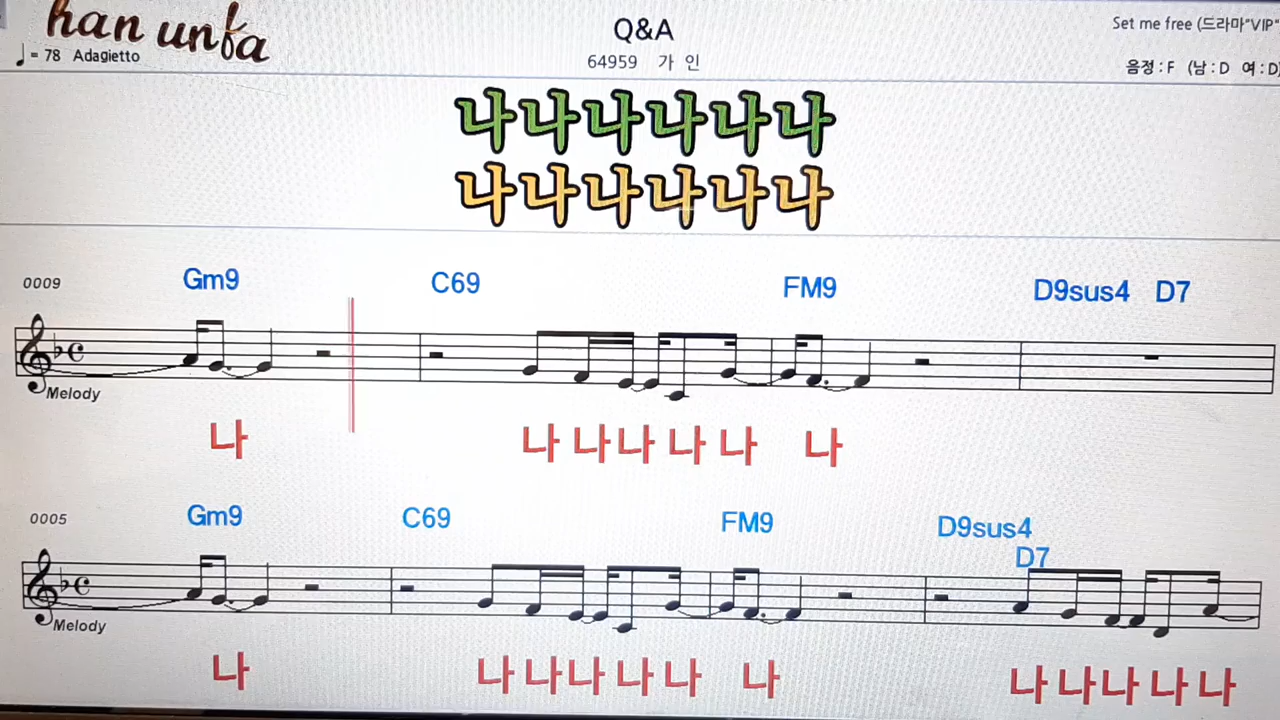 han unfa
Q&A
Set me free (드라마"VIP"
♩= 78 Adagietto
64959 가 인
음정 : F (남 : D 여 : D)
나나나나나나
나나나나나나
0009 Gm9 C69 FM9 D9sus4 D7
Melody
나 나 나 나 나 나 나
0005 Gm9 C69 FM9 D9sus4
D7
Melody
나 나 나 나 나 나 나 나 나 나 나 나